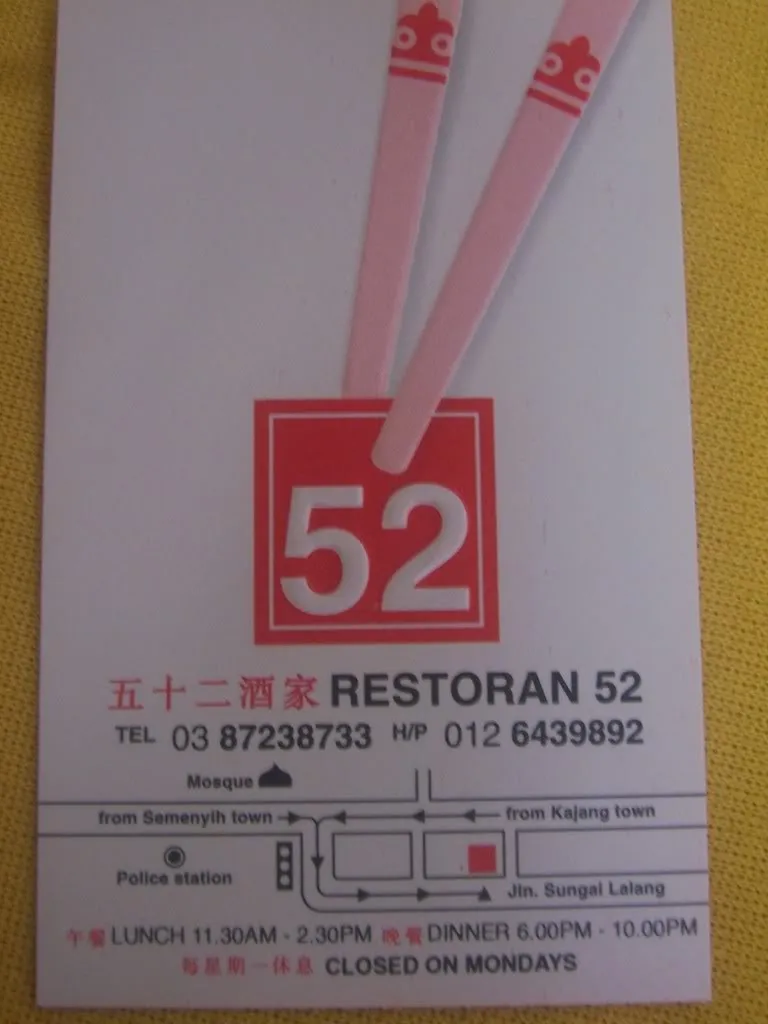 52
五十二酒家 RESTORAN 52
TEL 03 87238733 H/P 012 6439892
Mosque
from Semenyih town
from Kajang town
Police station
Jln. Sungai Lalang
午餐 LUNCH 11.30AM - 2.30PM 晚餐 DINNER 6.00PM - 10.00PM
每星期一休息 CLOSED ON MONDAYS